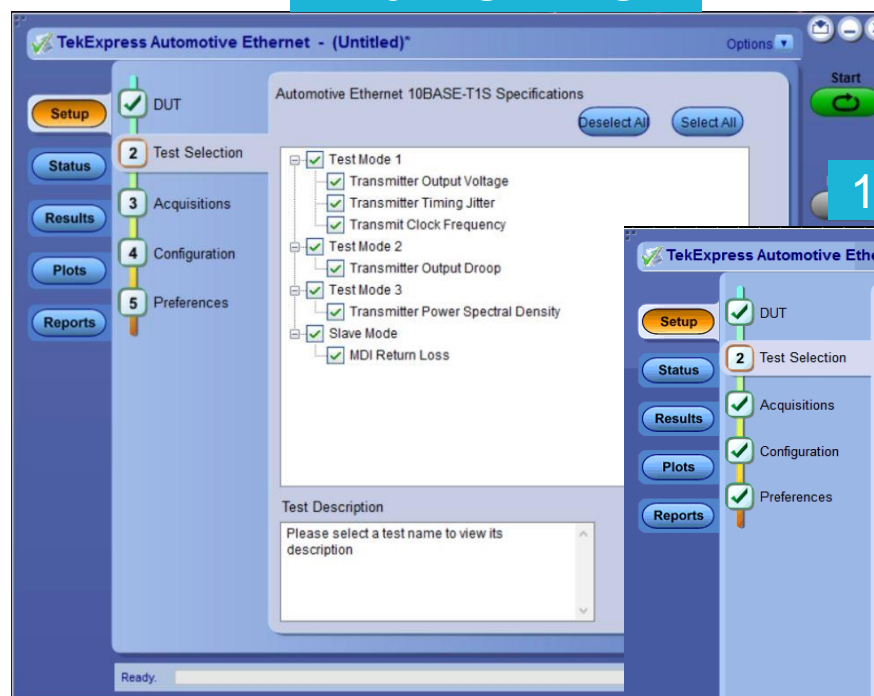 TekExpress Automotive Ethernet - (Untitled)*
Options
Start
Setup
Status
Results
Plots
Reports
DUT
2 Test Selection
3 Acquisitions
4 Configuration
5 Preferences
Automotive Ethernet 10BASE-T1S Specifications
Deselect All
Select All
Test Mode 1
Transmitter Output Voltage
Transmitter Timing Jitter
Transmit Clock Frequency
Test Mode 2
Transmitter Output Droop
Test Mode 3
Transmitter Power Spectral Density
Slave Mode
MDI Return Loss
Test Description
Please select a test name to view its
description
Ready.
1
TekExpress Automotive Ethe
Setup
Status
Results
Plots
Reports
DUT
2 Test Selection
Acquisitions
Configuration
Preferences